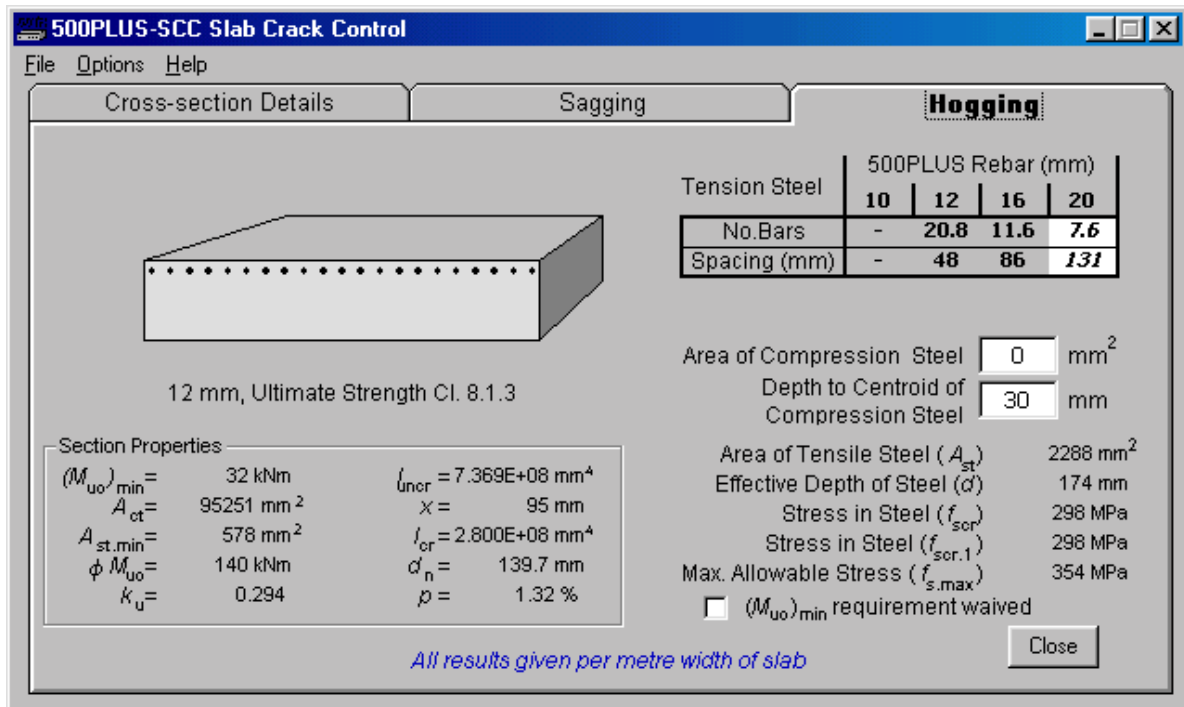 500PLUS-SCC Slab Crack Control
File Options Help
Cross-section Details Sagging Hogging
Tension Steel 500PLUS Rebar (mm)
10 12 16 20
No.Bars - 20.8 11.6 7.6
Spacing (mm) - 48 86 131
12 mm, Ultimate Strength Cl. 8.1.3
Area of Compression Steel 0 mm²
Depth to Centroid of
Compression Steel 30 mm
Section Properties
(Muo)min= 32 kNm Iuncr = 7.369E+08 mm⁴
Act= 95251 mm² x = 95 mm
Ast.min= 578 mm² Icr = 2.800E+08 mm⁴
ϕ Muo= 140 kNm dn = 139.7 mm
ku= 0.294 p = 1.32 %
Area of Tensile Steel (Ast) 2288 mm²
Effective Depth of Steel (d) 174 mm
Stress in Steel (fscr) 298 MPa
Stress in Steel (fscr.1) 298 MPa
Max. Allowable Stress (fs.max) 354 MPa
(Muo)min requirement waived
All results given per metre width of slab
Close